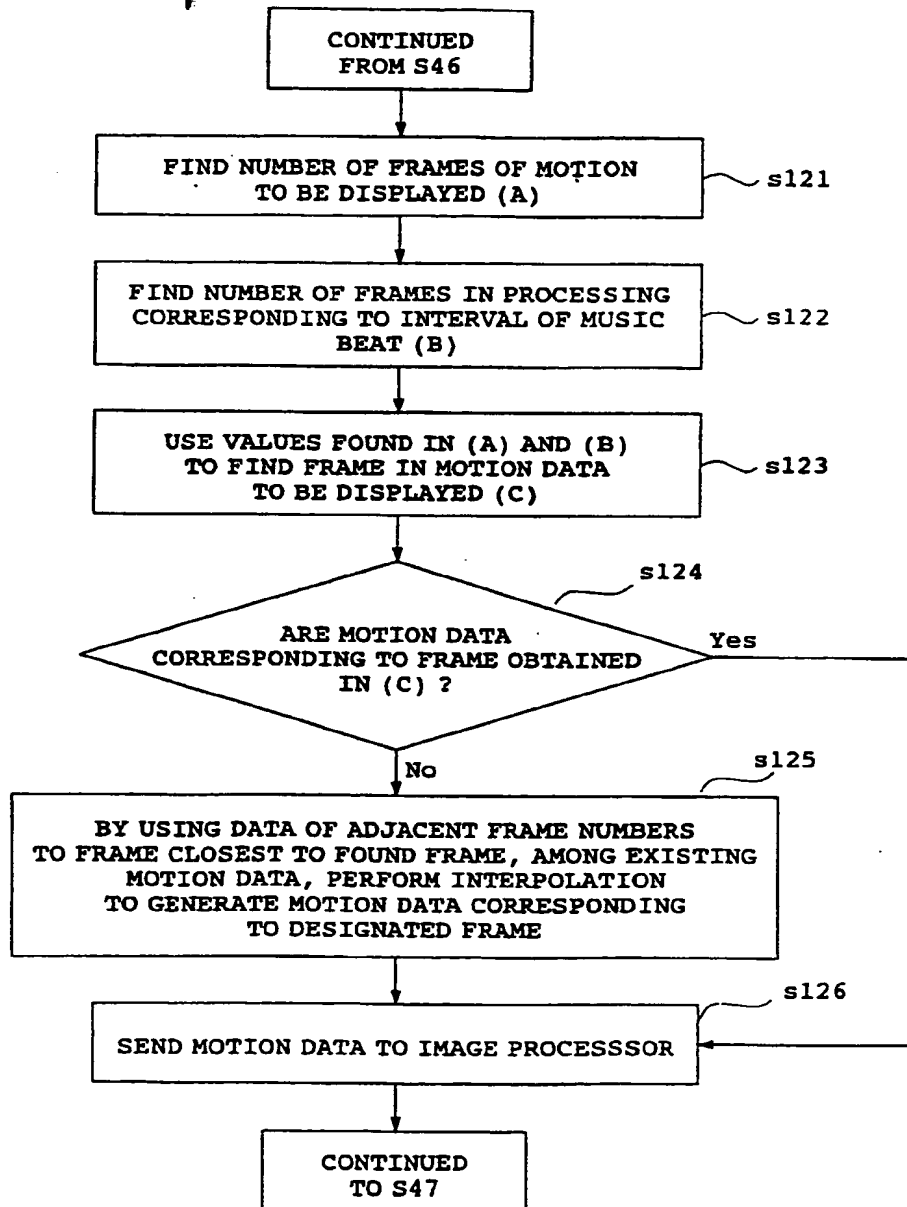 CONTINUED
FROM S46
FIND NUMBER OF FRAMES OF MOTION
TO BE DISPLAYED (A)
s121
FIND NUMBER OF FRAMES IN PROCESSING
CORRESPONDING TO INTERVAL OF MUSIC
BEAT (B)
s122
USE VALUES FOUND IN (A) AND (B)
TO FIND FRAME IN MOTION DATA
TO BE DISPLAYED (C)
s123
s124
ARE MOTION DATA
CORRESPONDING TO FRAME OBTAINED
IN (C) ?
Yes
No
s125
BY USING DATA OF ADJACENT FRAME NUMBERS
TO FRAME CLOSEST TO FOUND FRAME, AMONG EXISTING
MOTION DATA, PERFORM INTERPOLATION
TO GENERATE MOTION DATA CORRESPONDING
TO DESIGNATED FRAME
s126
SEND MOTION DATA TO IMAGE PROCESSSOR
CONTINUED
TO S47